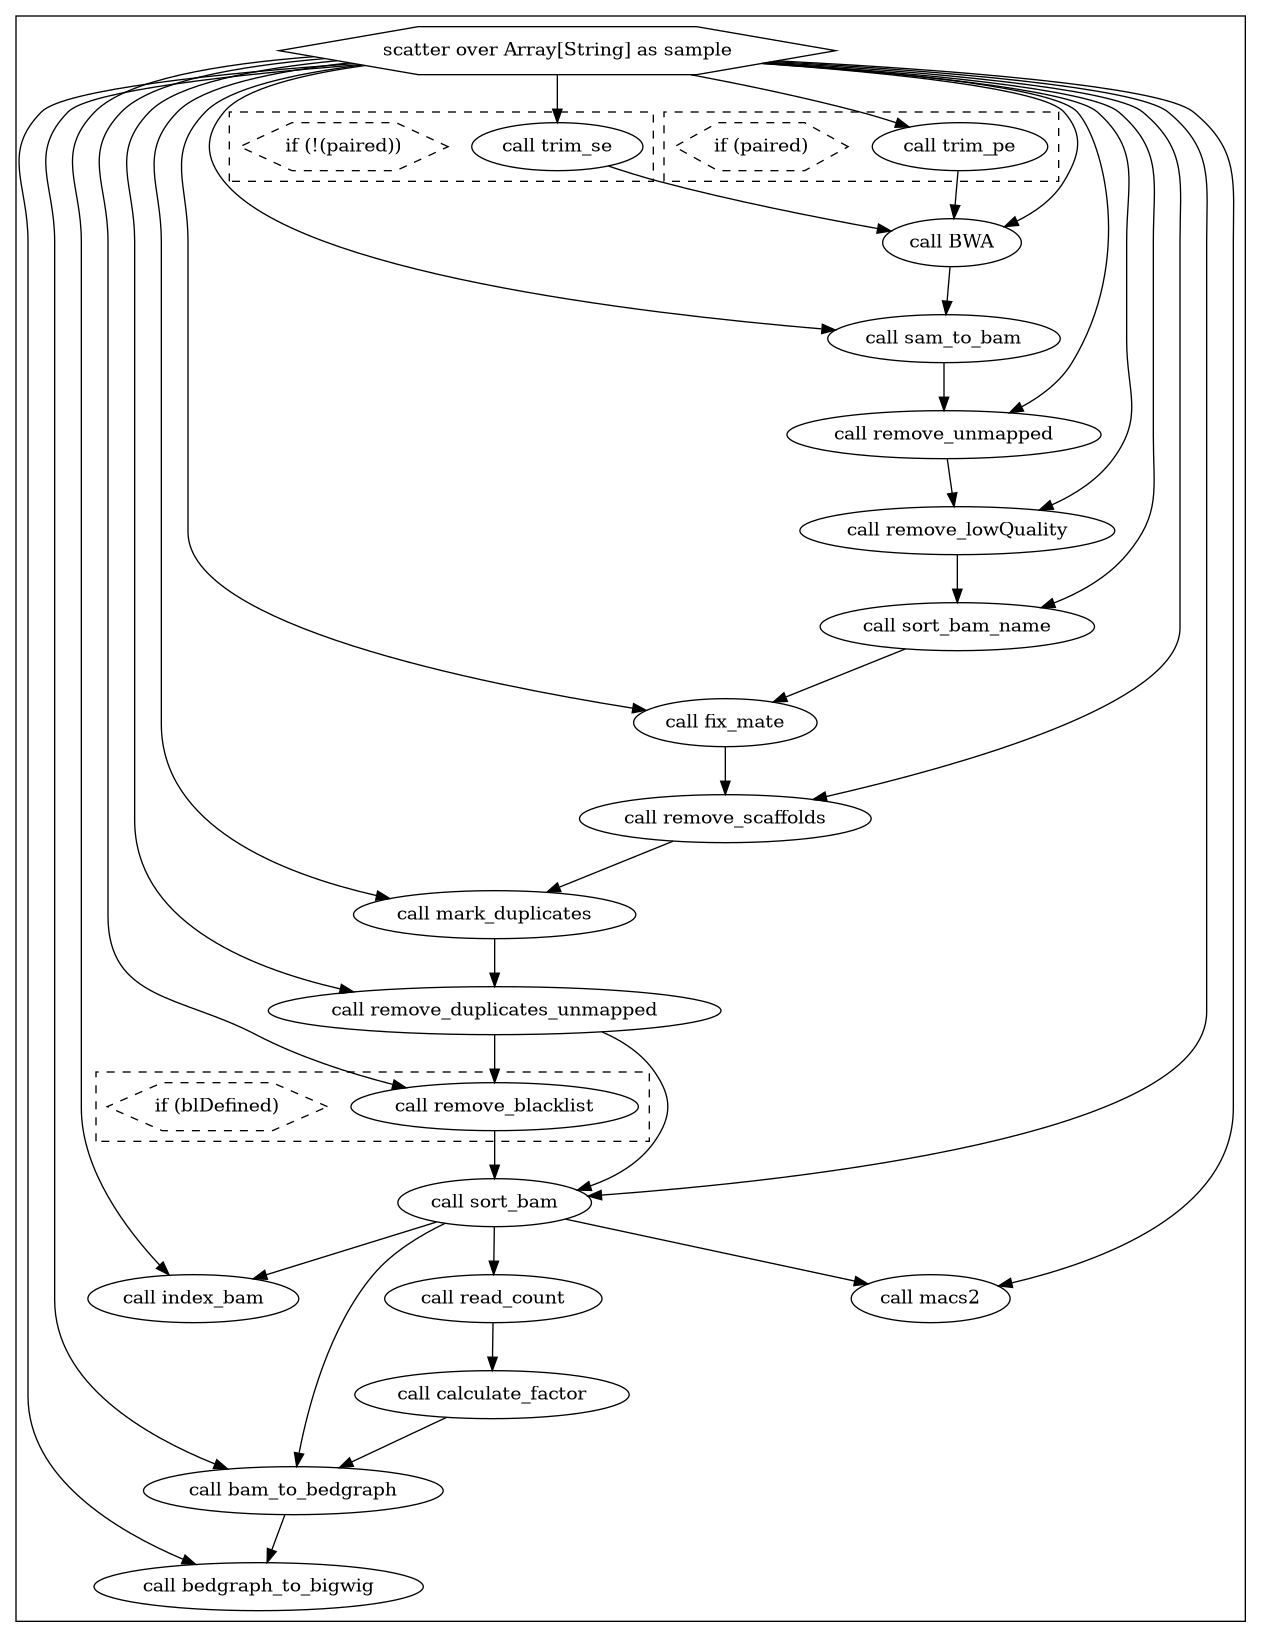 scatter over Array[String] as sample
if (!(paired))
call trim_se
if (paired)
call trim_pe
call BWA
call sam_to_bam
call remove_unmapped
call remove_lowQuality
call sort_bam_name
call fix_mate
call remove_scaffolds
call mark_duplicates
call remove_duplicates_unmapped
if (blDefined)
call remove_blacklist
call sort_bam
call index_bam
call read_count
call macs2
call calculate_factor
call bam_to_bedgraph
call bedgraph_to_bigwig